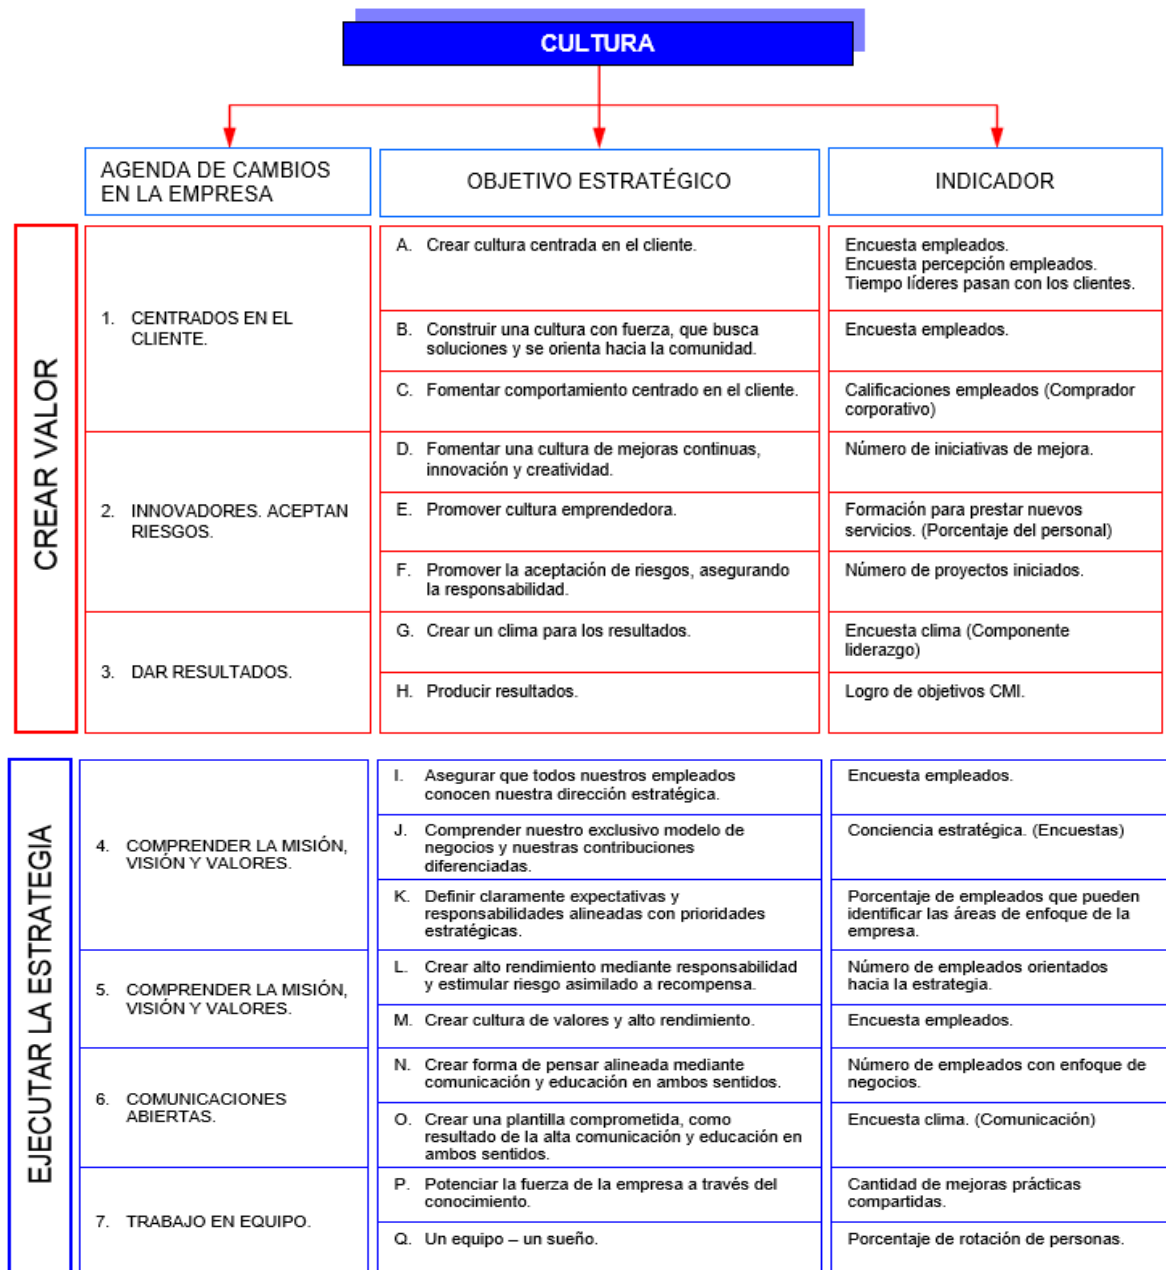 CULTURA
AGENDA DE CAMBIOS
EN LA EMPRESA
OBJETIVO ESTRATÉGICO
INDICADOR
CREAR VALOR
1. CENTRADOS EN EL
CLIENTE.
A. Crear cultura centrada en el cliente.
Encuesta empleados.
Encuesta percepción empleados.
Tiempo líderes pasan con los clientes.
B. Construir una cultura con fuerza, que busca
soluciones y se orienta hacia la comunidad.
Encuesta empleados.
C. Fomentar comportamiento centrado en el cliente.
Calificaciones empleados (Comprador
corporativo)
2. INNOVADORES. ACEPTAN
RIESGOS.
D. Fomentar una cultura de mejoras continuas,
innovación y creatividad.
Número de iniciativas de mejora.
E. Promover cultura emprendedora.
Formación para prestar nuevos
servicios. (Porcentaje del personal)
F. Promover la aceptación de riesgos, asegurando
la responsabilidad.
Número de proyectos iniciados.
3. DAR RESULTADOS.
G. Crear un clima para los resultados.
Encuesta clima (Componente
liderazgo)
H. Producir resultados.
Logro de objetivos CMI.
EJECUTAR LA ESTRATEGIA
4. COMPRENDER LA MISIÓN,
VISIÓN Y VALORES.
I. Asegurar que todos nuestros empleados
conocen nuestra dirección estratégica.
Encuesta empleados.
J. Comprender nuestro exclusivo modelo de
negocios y nuestras contribuciones
diferenciadas.
Conciencia estratégica. (Encuestas)
K. Definir claramente expectativas y
responsabilidades alineadas con prioridades
estratégicas.
Porcentaje de empleados que pueden
identificar las áreas de enfoque de la
empresa.
5. COMPRENDER LA MISIÓN,
VISIÓN Y VALORES.
L. Crear alto rendimiento mediante responsabilidad
y estimular riesgo asimilado a recompensa.
Número de empleados orientados
hacia la estrategia.
M. Crear cultura de valores y alto rendimiento.
Encuesta empleados.
6. COMUNICACIONES
ABIERTAS.
N. Crear forma de pensar alineada mediante
comunicación y educación en ambos sentidos.
Número de empleados con enfoque de
negocios.
O. Crear una plantilla comprometida, como
resultado de la alta comunicación y educación en
ambos sentidos.
Encuesta clima. (Comunicación)
7. TRABAJO EN EQUIPO.
P. Potenciar la fuerza de la empresa a través del
conocimiento.
Cantidad de mejoras prácticas
compartidas.
Q. Un equipo – un sueño.
Porcentaje de rotación de personas.